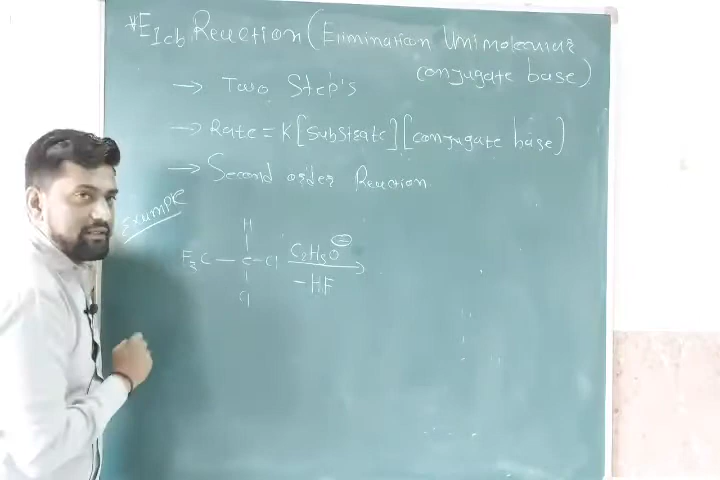 *E1cb Reaction (Elimination Unimolecular
conjugate base)
→ Two Step's
→ Rate = K[Substrate][conjugate base)
→ Second order Reaction.
Example
H
F3C — C — Cl C2H5O⊖
-HF
Cl